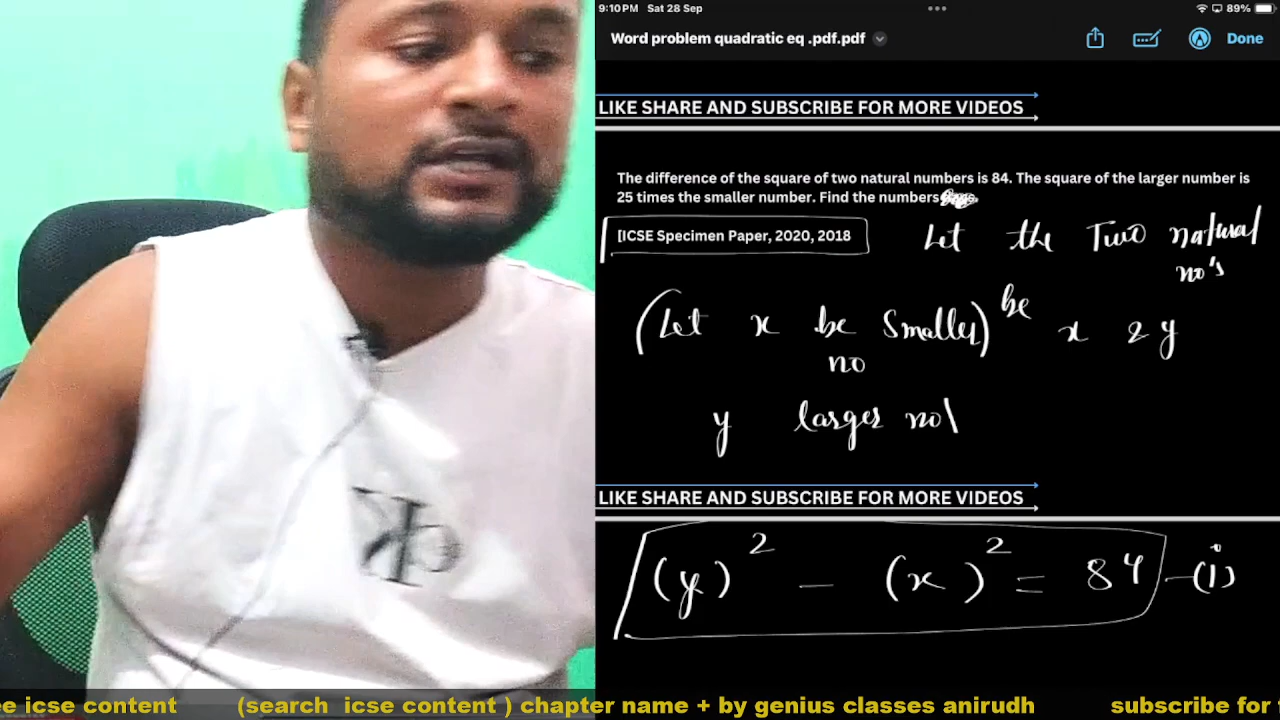 9:10 PM Sat 28 Sep
89%
Word problem quadratic eq .pdf.pdf
Done
LIKE SHARE AND SUBSCRIBE FOR MORE VIDEOS
The difference of the square of two natural numbers is 84. The square of the larger number is
25 times the smaller number. Find the numbers
[ICSE Specimen Paper, 2020, 2018
Let the Two natural
no's
(Let x be Smaller) be x & y
no
y larger no\
LIKE SHARE AND SUBSCRIBE FOR MORE VIDEOS
(y)² – (x)² = 84 –(i)
e icse content (search icse content ) chapter name + by genius classes anirudh subscribe for